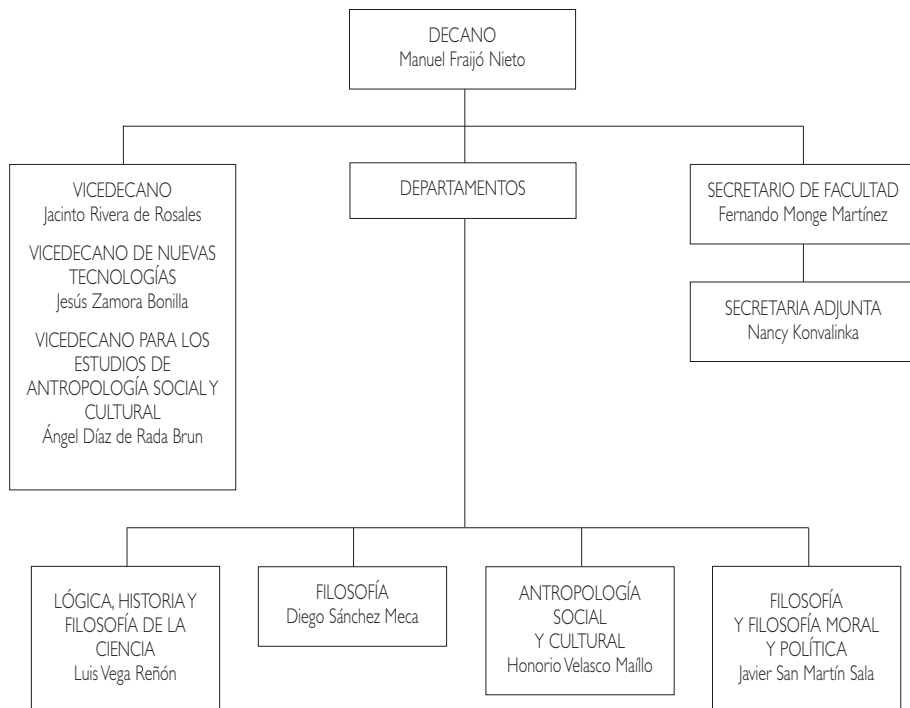 DECANO
Manuel Fraijó Nieto
VICEDECANO
Jacinto Rivera de Rosales
VICEDECANO DE NUEVAS
TECNOLOGÍAS
Jesús Zamora Bonilla
VICEDECANO PARA LOS
ESTUDIOS DE
ANTROPOLOGÍA SOCIAL Y
CULTURAL
Ángel Díaz de Rada Brun
DEPARTAMENTOS
SECRETARIO DE FACULTAD
Fernando Monge Martínez
SECRETARIA ADJUNTA
Nancy Konvalinka
LÓGICA, HISTORIA Y
FILOSOFÍA DE LA
CIENCIA
Luis Vega Reñón
FILOSOFÍA
Diego Sánchez Meca
ANTROPOLOGÍA
SOCIAL
Y CULTURAL
Honorio Velasco Maíllo
FILOSOFÍA
Y FILOSOFÍA MORAL
Y POLÍTICA
Javier San Martín Sala